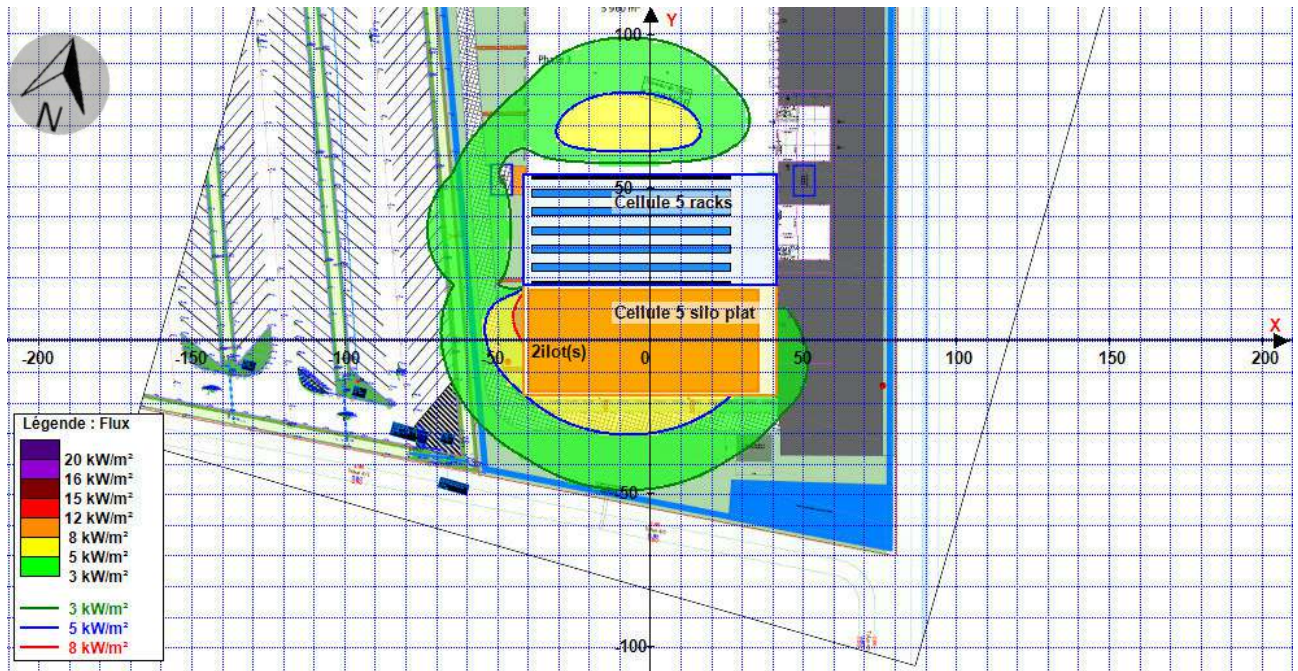 100
Y
N
50
Cellule 5 racks
Cellule 5 silo plat
X
2ilot(s)
-200
-150
-100
-50
0
50
100
150
200
-50
-100
Légende : Flux
20 kW/m²
16 kW/m²
15 kW/m²
12 kW/m²
8 kW/m²
5 kW/m²
3 kW/m²
3 kW/m²
5 kW/m²
8 kW/m²